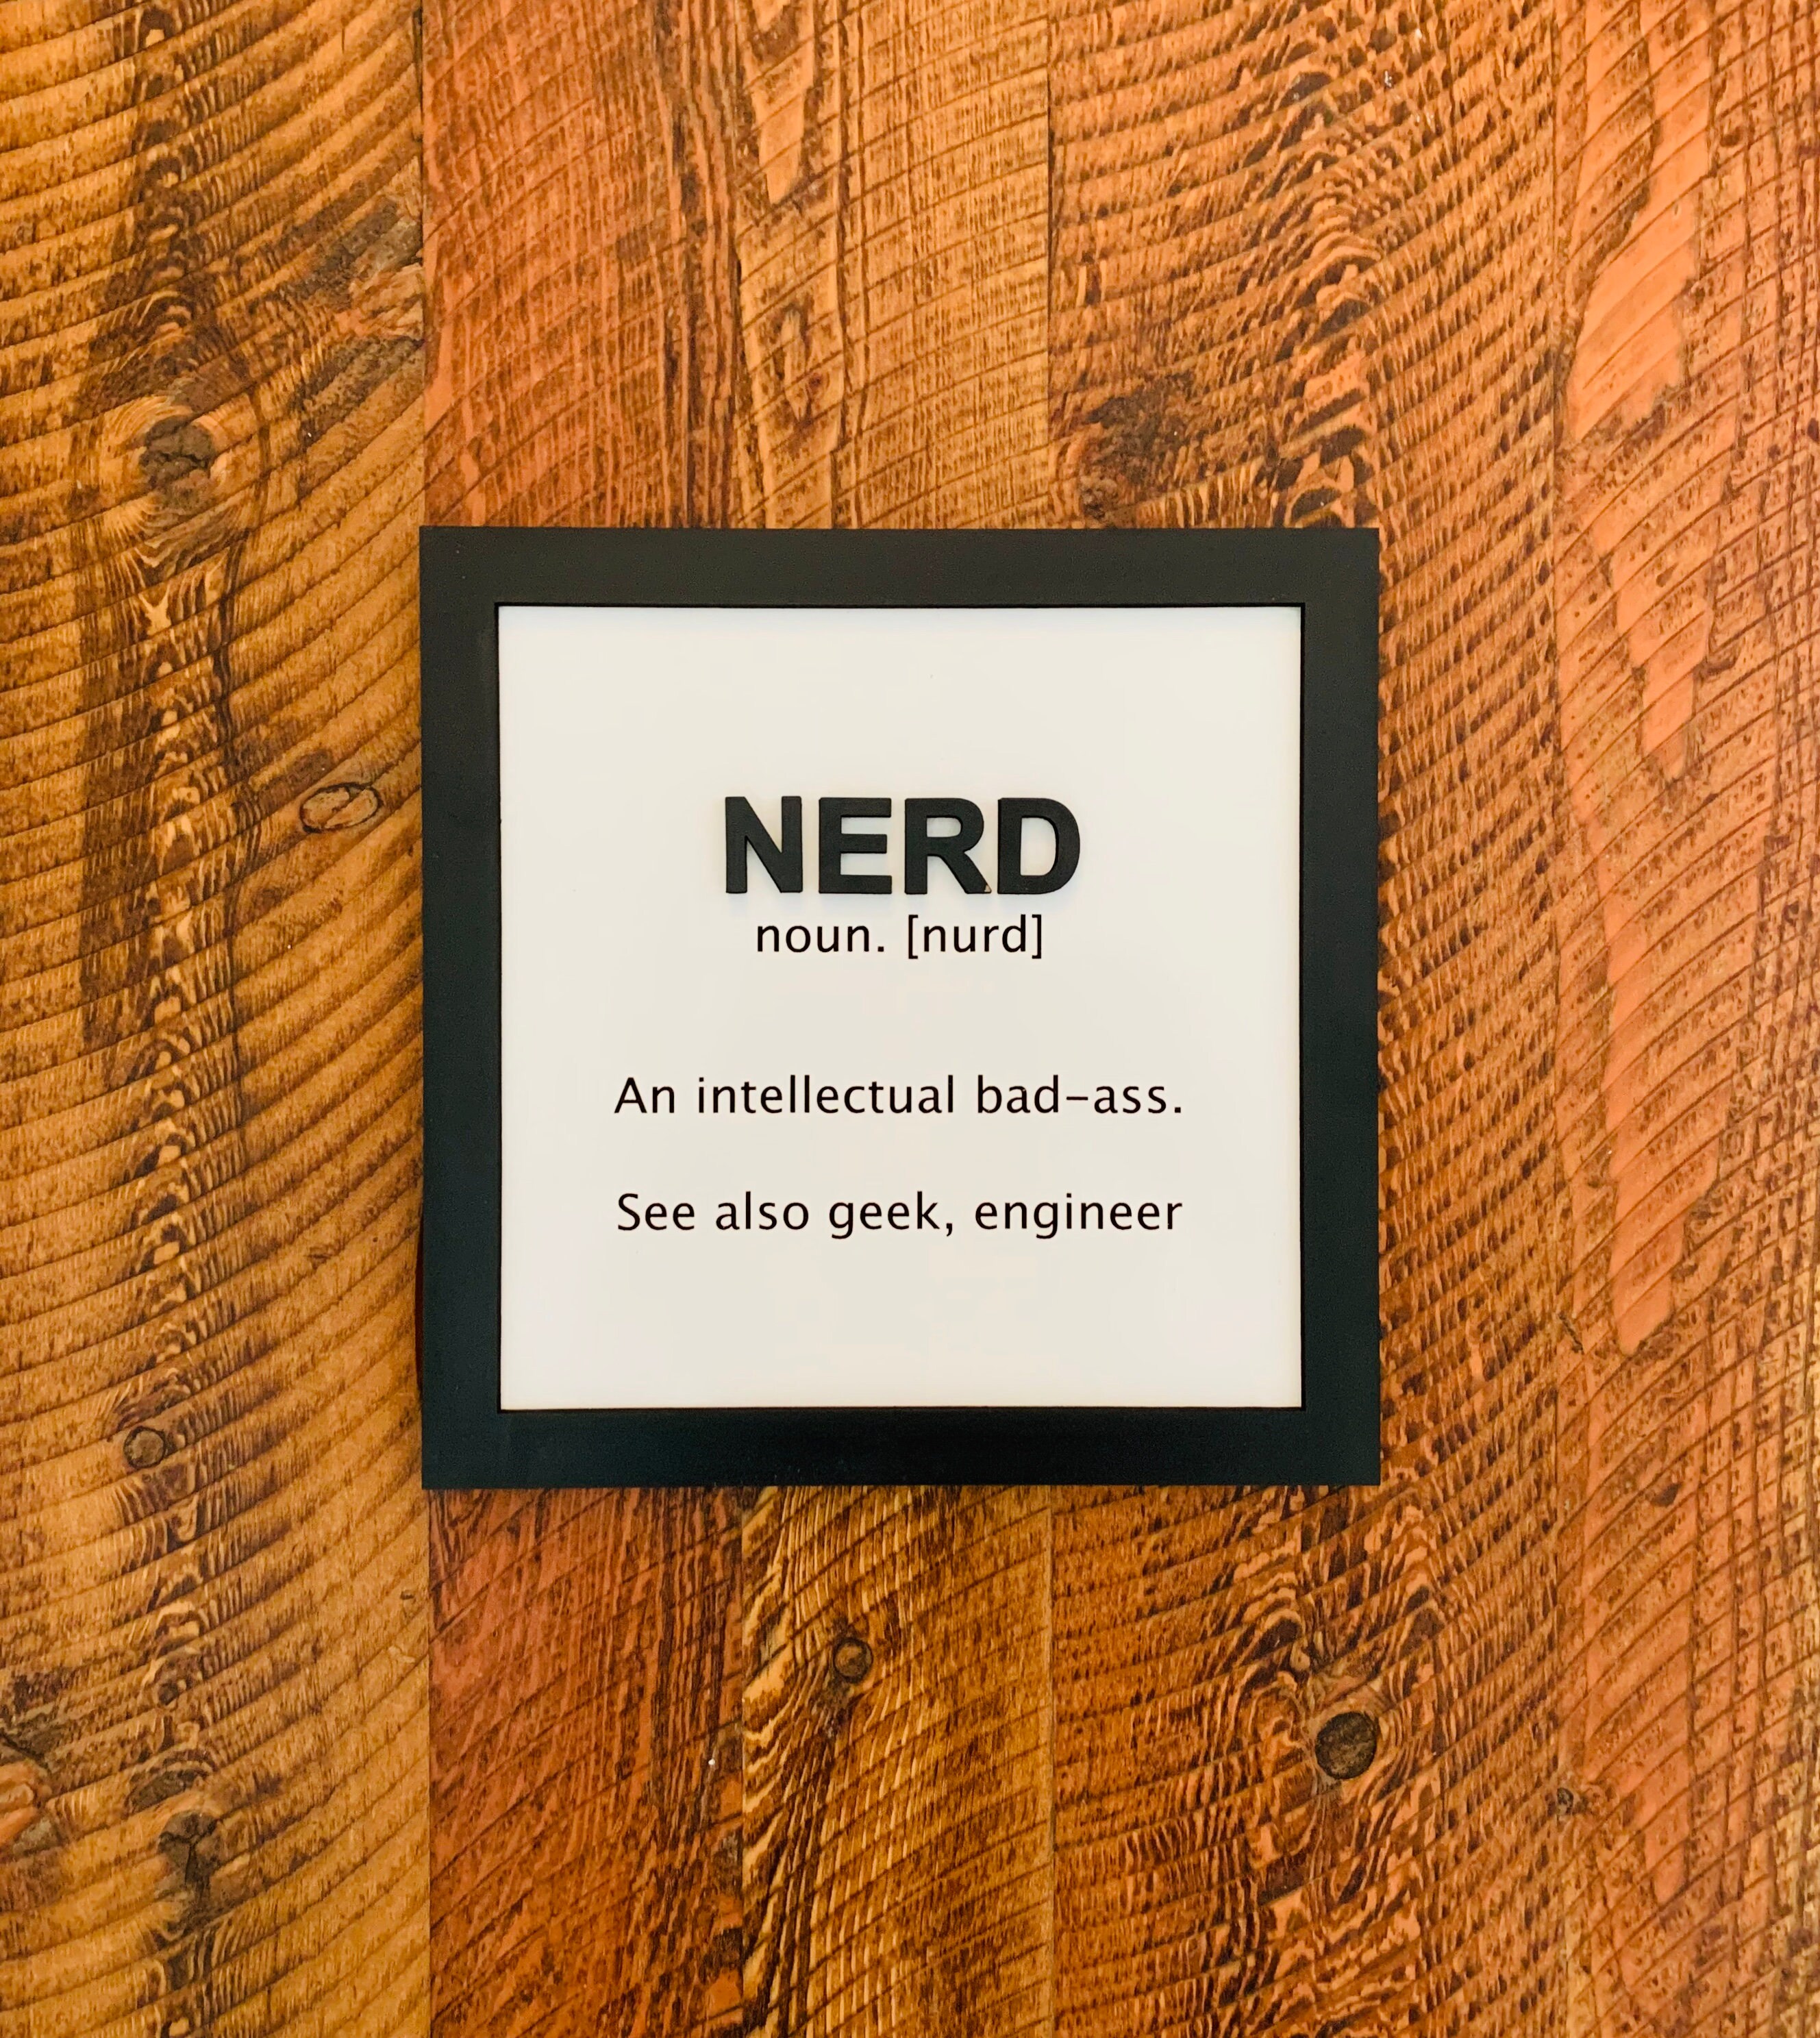 NERD
noun. [nurd]
An intellectual bad-ass.
See also geek, engineer